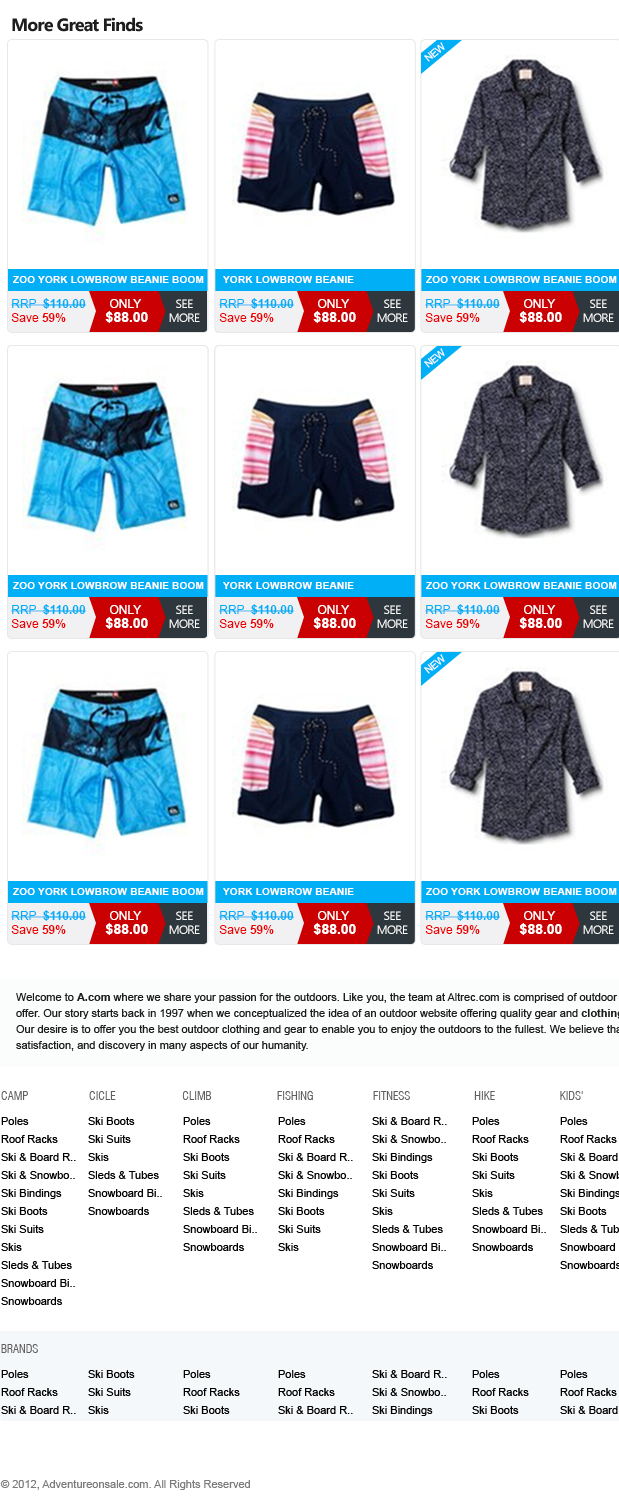 More Great Finds
NEW
ZOO YORK LOWBROW BEANIE BOOM
YORK LOWBROW BEANIE
ZOO YORK LOWBROW BEANIE BOOM
RRP $110.00 ONLY SEE
Save 59% $88.00 MORE
RRP $110.00 ONLY SEE
Save 59% $88.00 MORE
RRP $110.00 ONLY SEE
Save 59% $88.00 MORE
NEW
ZOO YORK LOWBROW BEANIE BOOM
YORK LOWBROW BEANIE
ZOO YORK LOWBROW BEANIE BOOM
RRP $110.00 ONLY SEE
Save 59% $88.00 MORE
RRP $110.00 ONLY SEE
Save 59% $88.00 MORE
RRP $110.00 ONLY SEE
Save 59% $88.00 MORE
NEW
ZOO YORK LOWBROW BEANIE BOOM
YORK LOWBROW BEANIE
ZOO YORK LOWBROW BEANIE BOOM
RRP $110.00 ONLY SEE
Save 59% $88.00 MORE
RRP $110.00 ONLY SEE
Save 59% $88.00 MORE
RRP $110.00 ONLY SEE
Save 59% $88.00 MORE
Welcome to A.com where we share your passion for the outdoors. Like you, the team at Altrec.com is comprised of outdoor
offer. Our story starts back in 1997 when we conceptualized the idea of an outdoor website offering quality gear and clothing
Our desire is to offer you the best outdoor clothing and gear to enable you to enjoy the outdoors to the fullest. We believe tha
satisfaction, and discovery in many aspects of our humanity.
CAMP
Poles
Roof Racks
Ski & Board R..
Ski & Snowbo..
Ski Bindings
Ski Boots
Ski Suits
Skis
Sleds & Tubes
Snowboard Bi..
Snowboards
CICLE
Ski Boots
Ski Suits
Skis
Sleds & Tubes
Snowboard Bi..
Snowboards
CLIMB
Poles
Roof Racks
Ski Boots
Ski Suits
Skis
Sleds & Tubes
Snowboard Bi..
Snowboards
FISHING
Poles
Roof Racks
Ski & Board R..
Ski & Snowbo..
Ski Bindings
Ski Boots
Ski Suits
Skis
FITNESS
Ski & Board R..
Ski & Snowbo..
Ski Bindings
Ski Boots
Ski Suits
Skis
Sleds & Tubes
Snowboard Bi..
Snowboards
HIKE
Poles
Roof Racks
Ski Boots
Ski Suits
Skis
Sleds & Tubes
Snowboard Bi..
Snowboards
KIDS'
Poles
Roof Racks
Ski & Board
Ski & Snowb
Ski Bindings
Ski Boots
Sleds & Tub
Snowboard
Snowboards
BRANDS
Poles Ski Boots Poles Poles Ski & Board R.. Poles Poles
Roof Racks Ski Suits Roof Racks Roof Racks Ski & Snowbo.. Roof Racks Roof Racks
Ski & Board R.. Skis Ski Boots Ski & Board R.. Ski Bindings Ski Boots Ski & Board
© 2012, Adventureonsale.com. All Rights Reserved